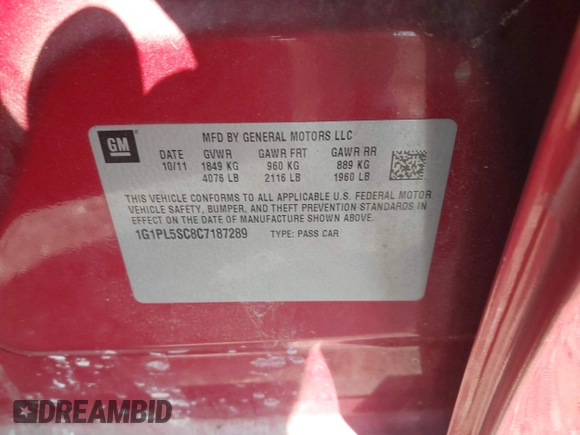 GM
MFD BY GENERAL MOTORS LLC
DATE GVWR GAWR FRT GAWR RR
10/11 1849 KG 960 KG 889 KG
4076 LB 2116 LB 1960 LB
THIS VEHICLE CONFORMS TO ALL APPLICABLE U.S. FEDERAL MOTOR
VEHICLE SAFETY, BUMPER, AND THEFT PREVENTION STANDARDS IN
EFFECT ON THE DATE OF MANUFACTURE SHOWN ABOVE.
1G1PL5SC8C7187289 TYPE: PASS CAR
DREAMBID